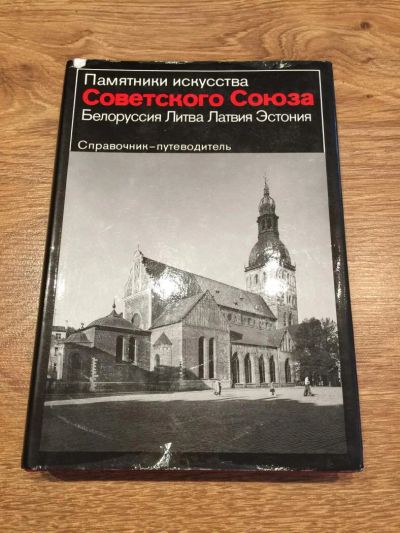 Памятники искусства
Советского Союза
Белоруссия Литва Латвия Эстония
Справочник-путеводитель